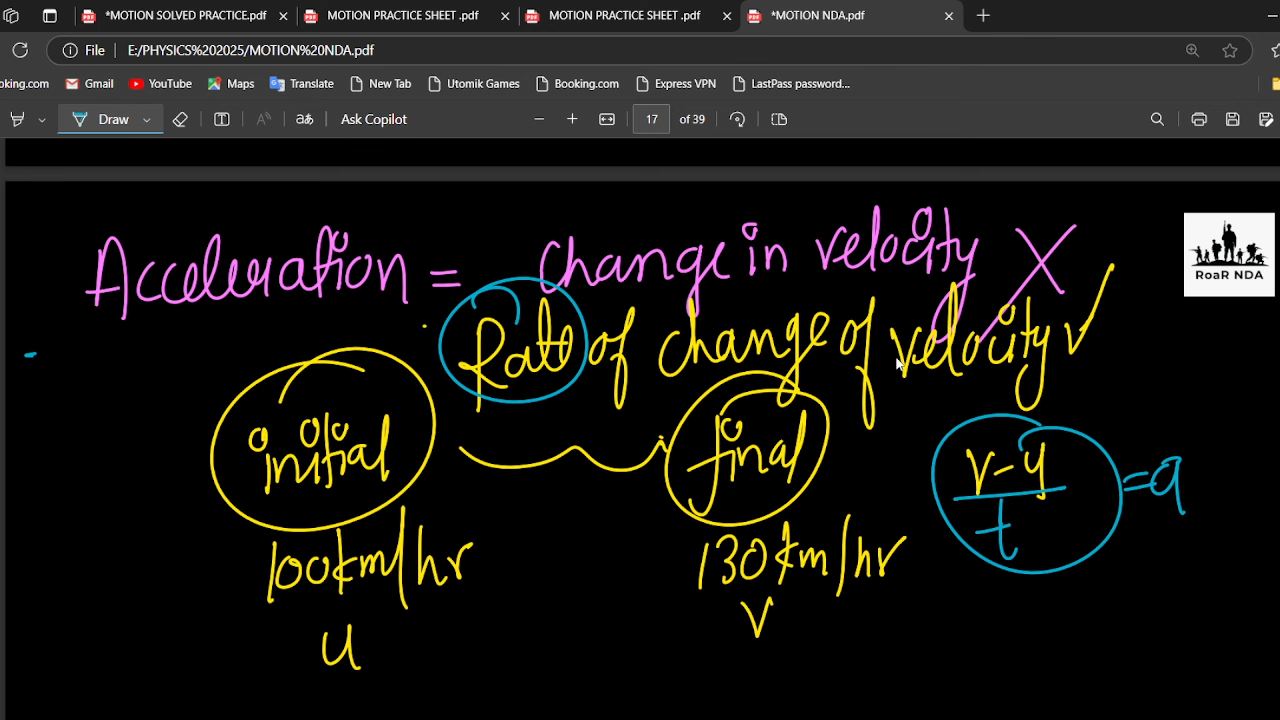 *MOTION SOLVED PRACTICE.pdf MOTION PRACTICE SHEET .pdf MOTION PRACTICE SHEET .pdf *MOTION NDA.pdf
File E:/PHYSICS%202025/MOTION%20NDA.pdf
oking.com Gmail YouTube Maps Translate New Tab Utomik Games Booking.com Express VPN LastPass password...
Draw aあ Ask Copilot 17 of 39
Acceleration = change in velocity X
RoaR NDA
Rate of change of velocity ✓
initial final
v-u
t
=a
100km/hr 130km/hr
u v